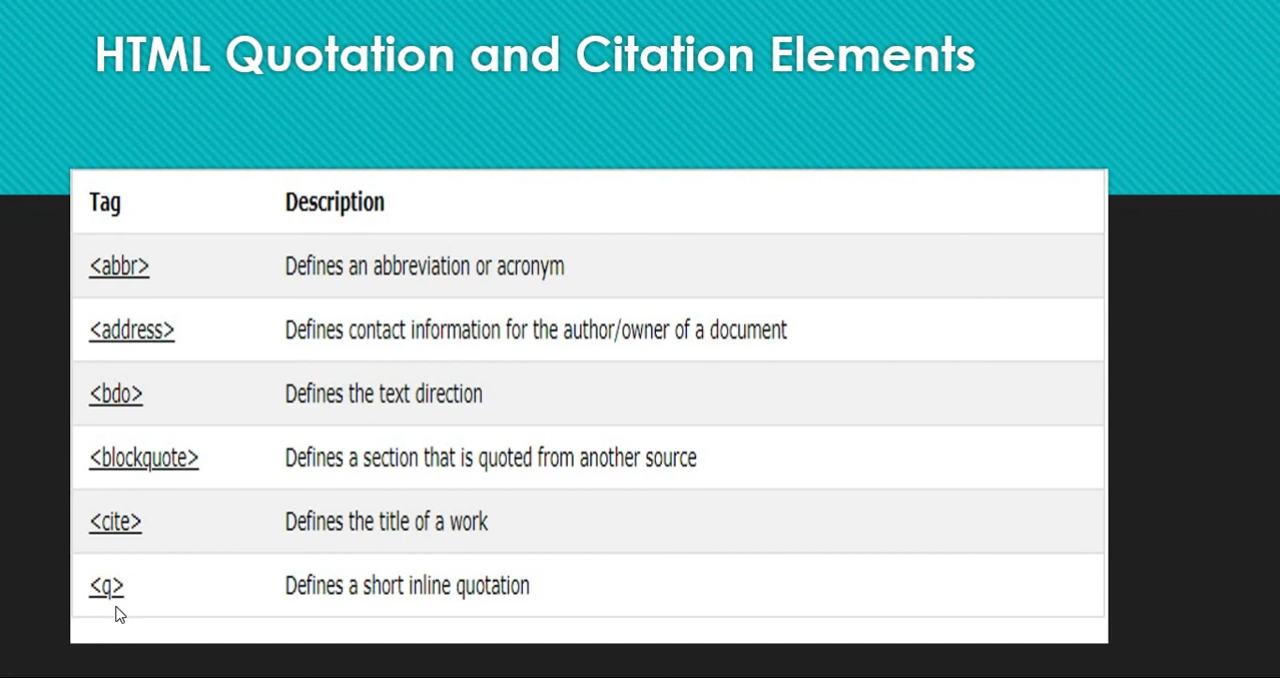 HTML Quotation and Citation Elements
Tag Description
<abbr> Defines an abbreviation or acronym
<address> Defines contact information for the author/owner of a document
<bdo> Defines the text direction
<blockquote> Defines a section that is quoted from another source
<cite> Defines the title of a work
<q> Defines a short inline quotation